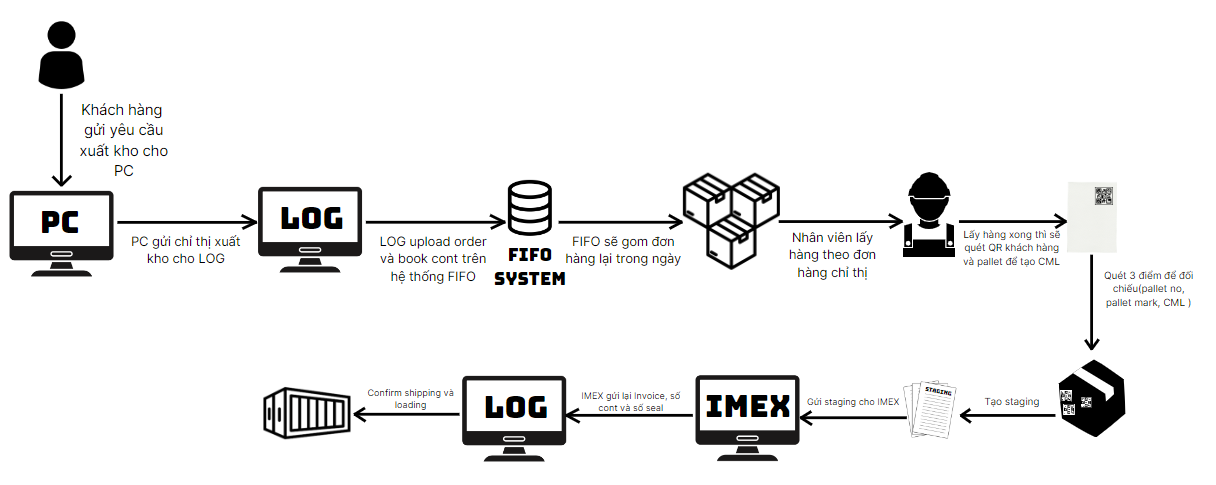 Khách hàng
gửi yêu cầu
xuất kho cho
PC
PC
PC gửi chỉ thị xuất
kho cho LOG
LOG
LOG upload order
và book cont trên
hệ thống FIFO
FIFO
SYSTEM
FIFO sẽ gom đơn
hàng lại trong ngày
Nhân viên lấy
hàng theo đơn
hàng chỉ thị
Lấy hàng xong thì sẽ
quét QR khách hàng
và pallet để tạo CML
Quét 3 điểm để đối
chiếu(pallet no,
pallet mark, CML )
Tạo staging
STAGING
Gửi staging cho IMEX
IMEX
IMEX gửi lại Invoice, số
cont và số seal
LOG
Confirm shipping và
loading